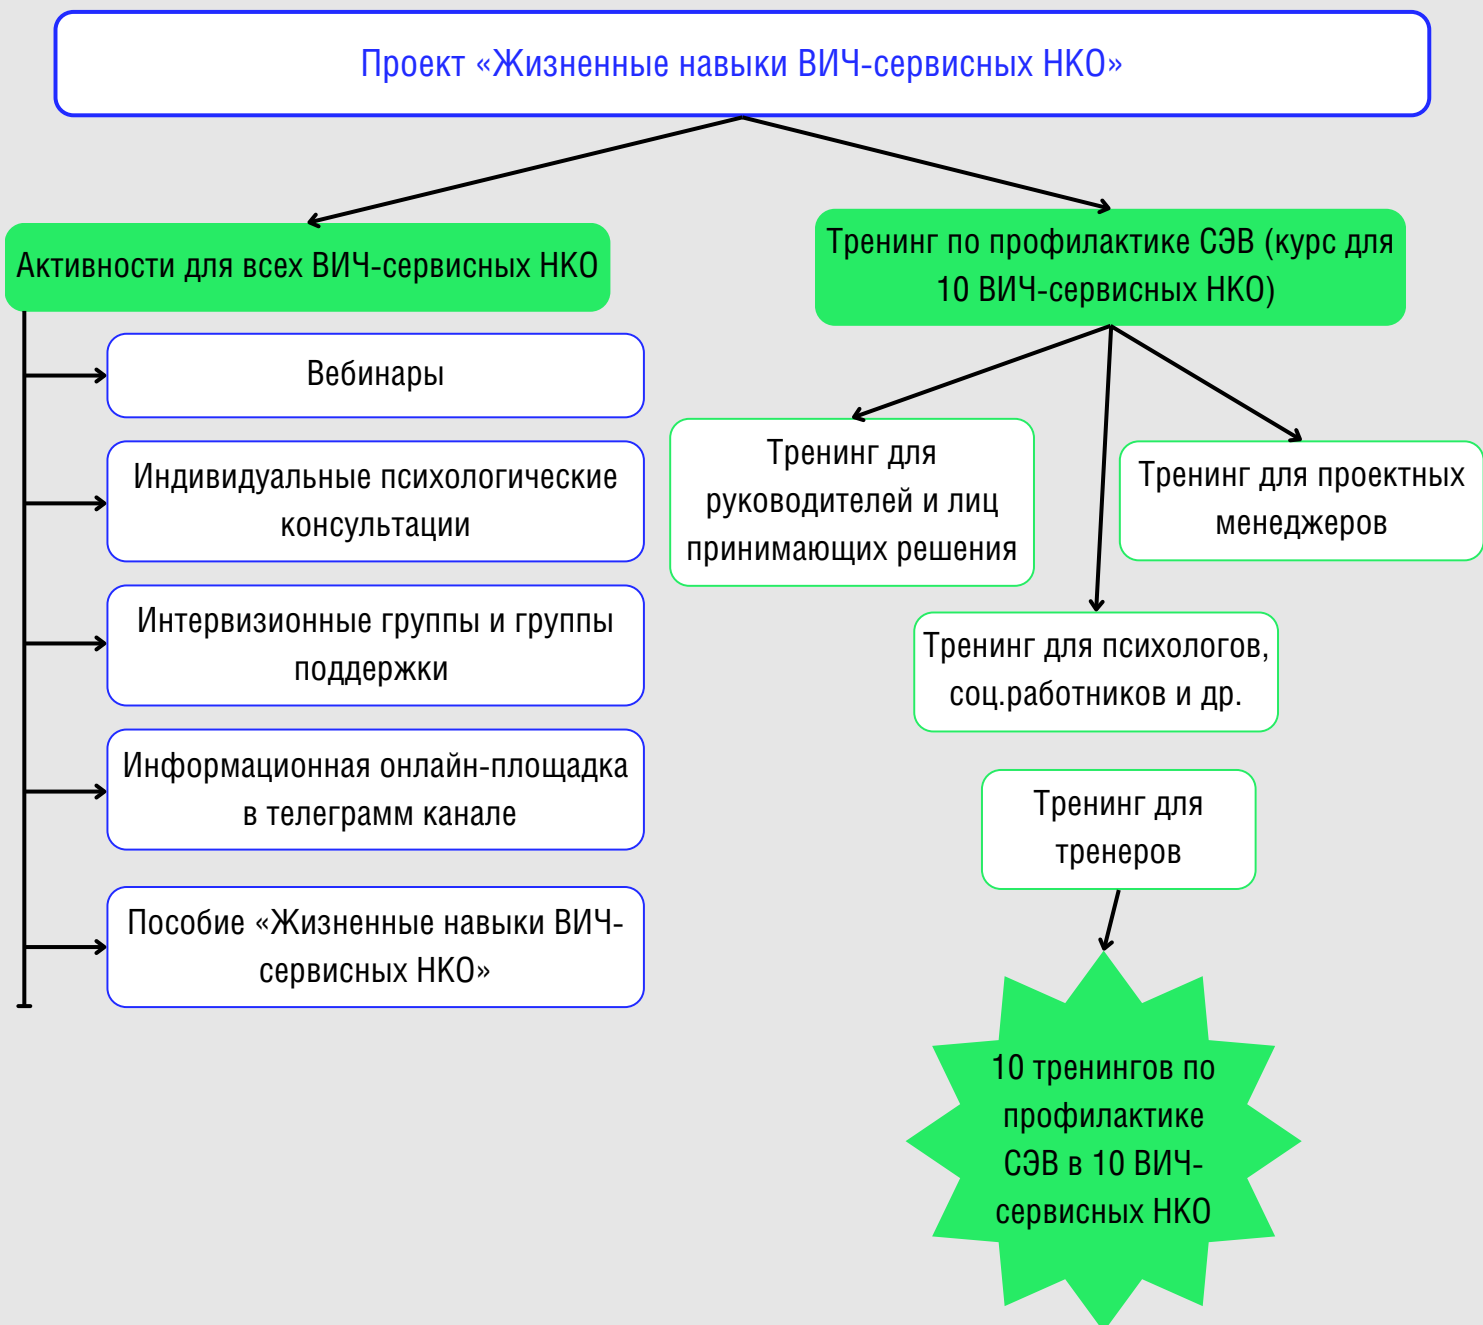 Проект «Жизненные навыки ВИЧ-сервисных НКО»
Активности для всех ВИЧ-сервисных НКО
Вебинары
Индивидуальные психологические
консультации
Интервизионные группы и группы
поддержки
Информационная онлайн-площадка
в телеграмм канале
Пособие «Жизненные навыки ВИЧ-
сервисных НКО»
Тренинг по профилактике СЭВ (курс для
10 ВИЧ-сервисных НКО)
Тренинг для
руководителей и лиц
принимающих решения
Тренинг для проектных
менеджеров
Тренинг для психологов,
соц.работников и др.
Тренинг для
тренеров
10 тренингов по
профилактике
СЭВ в 10 ВИЧ-
сервисных НКО